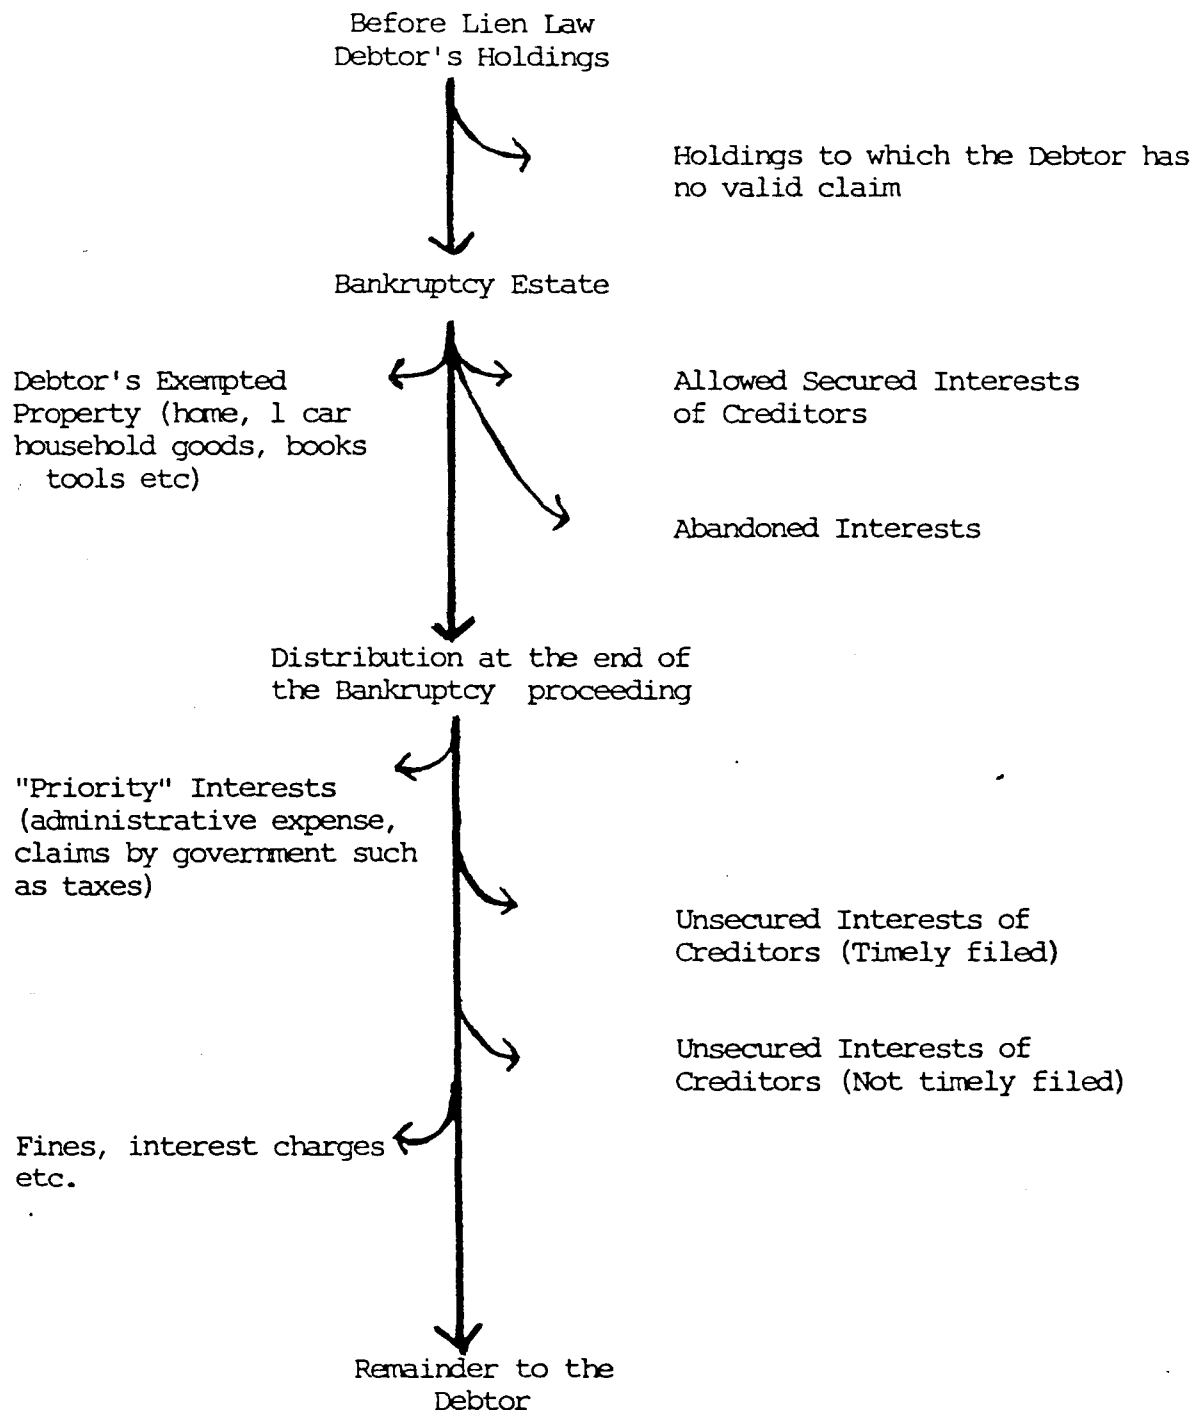 Before Lien Law
Debtor's Holdings
Holdings to which the Debtor has
no valid claim
Bankruptcy Estate
Debtor's Exempted
Property (home, 1 car
household goods, books
tools etc)
Allowed Secured Interests
of Creditors
Abandoned Interests
Distribution at the end of
the Bankruptcy proceeding
"Priority" Interests
(administrative expense,
claims by government such
as taxes)
Unsecured Interests of
Creditors (Timely filed)
Unsecured Interests of
Creditors (Not timely filed)
Fines, interest charges
etc.
Remainder to the
Debtor